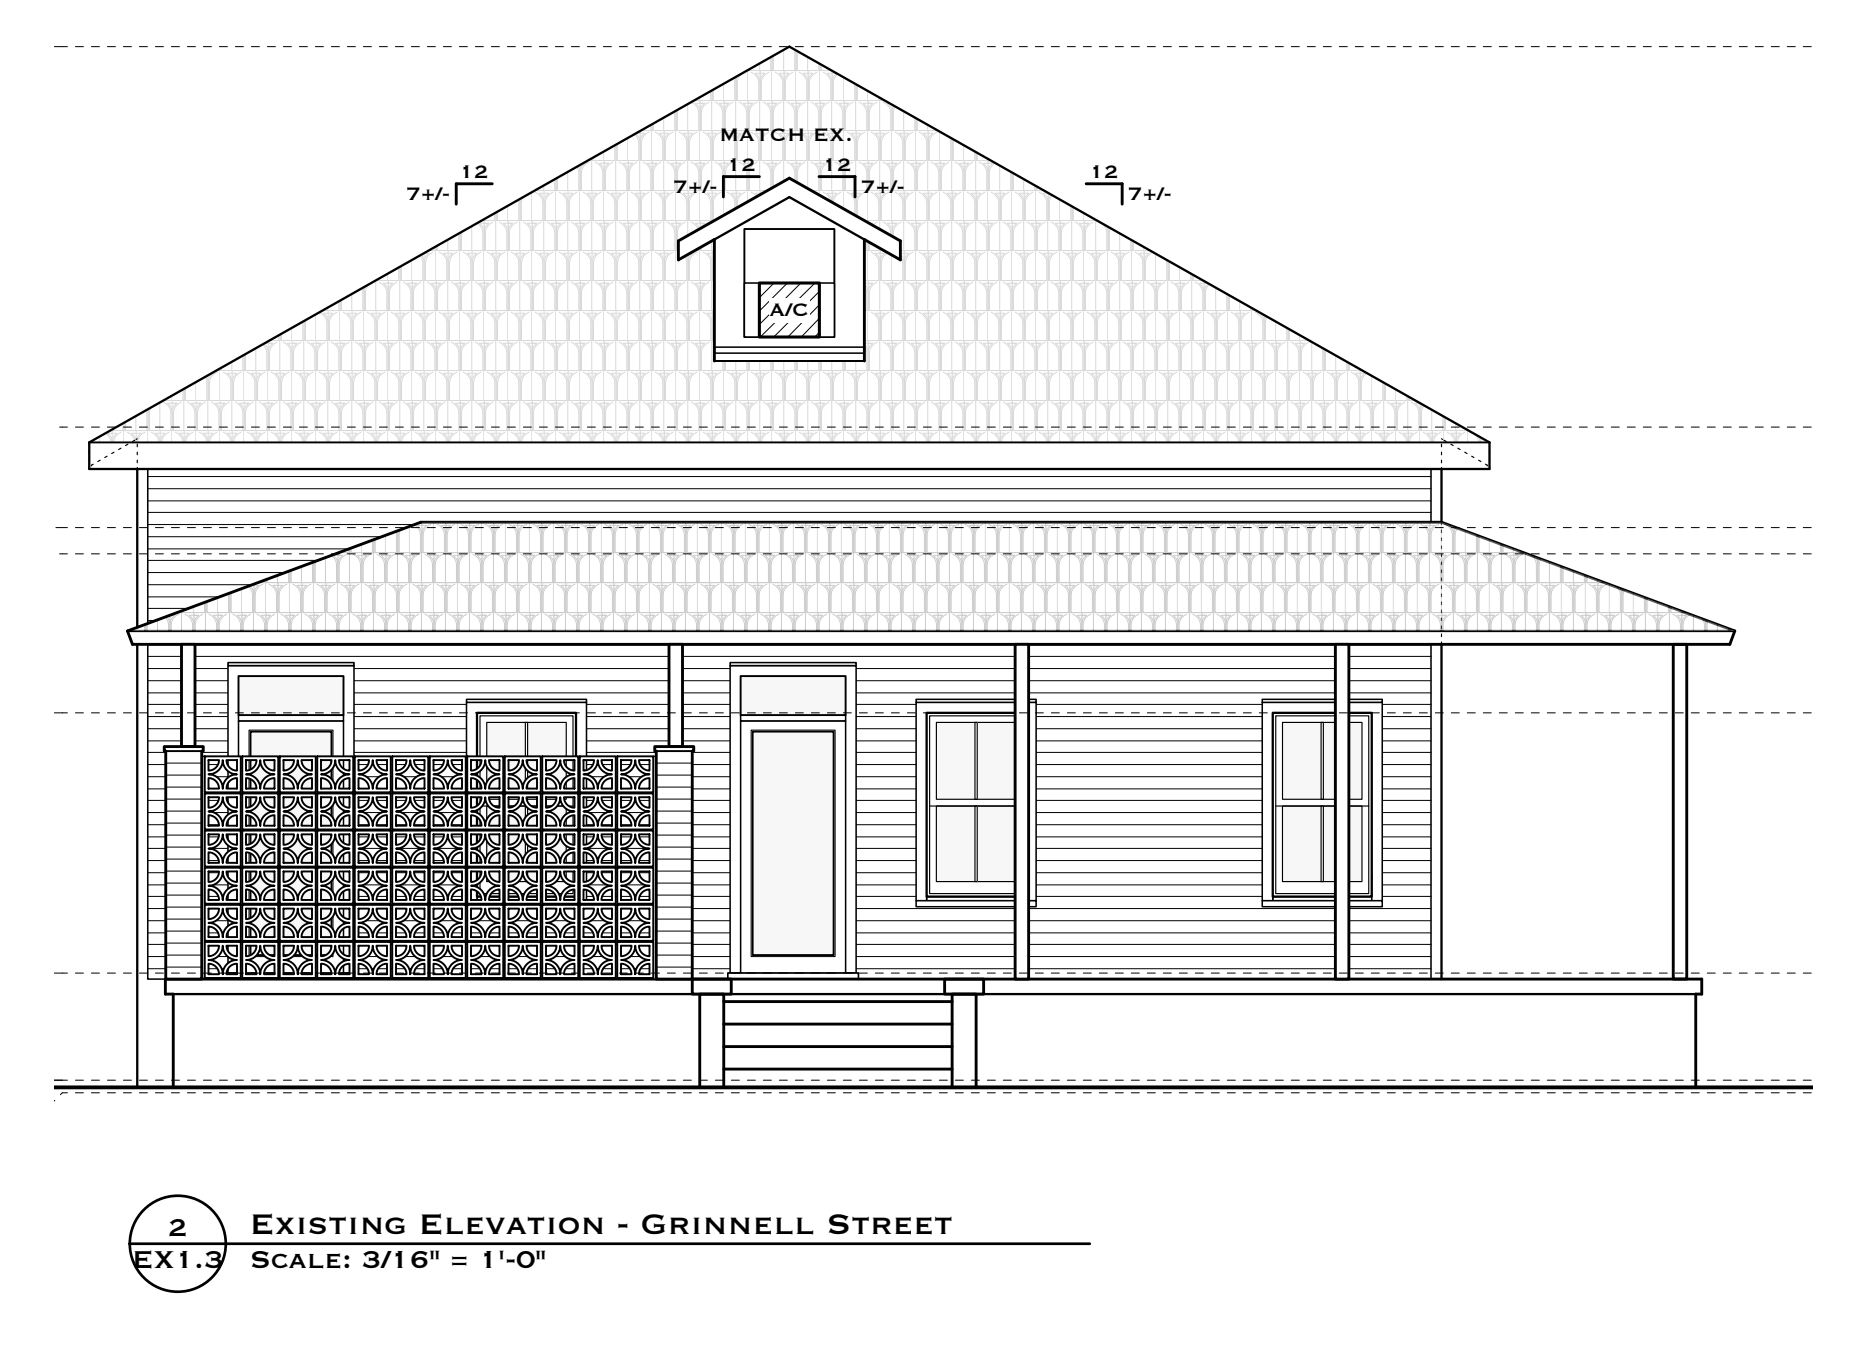 MATCH EX.
12
7+/-
12
7+/-
12
7+/-
12
7+/-
A/C
2
EX1.3
EXISTING ELEVATION - GRINNELL STREET
SCALE: 3/16" = 1'-0"